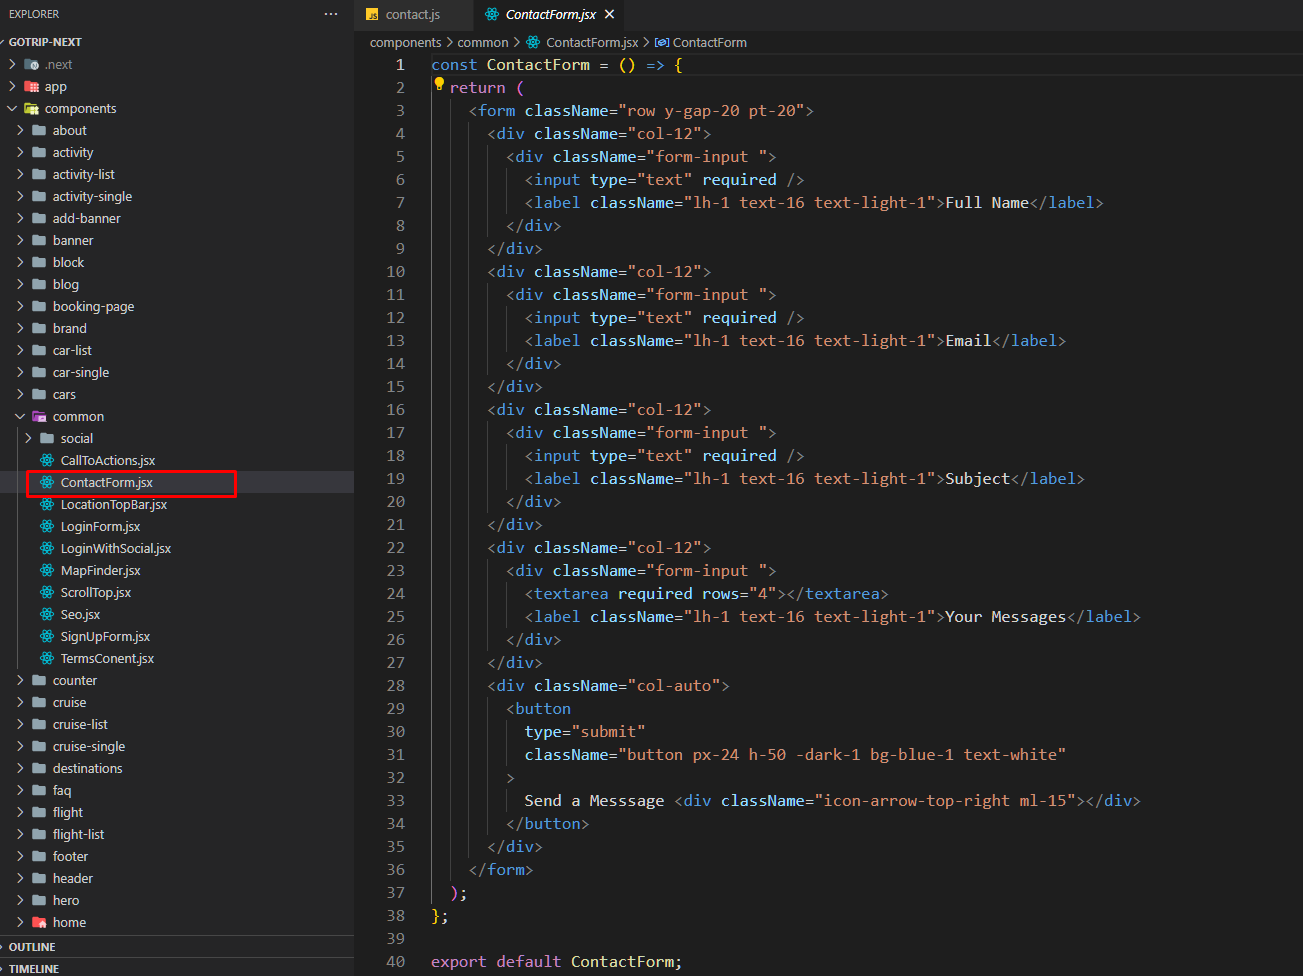 EXPLORER
GOTRIP-NEXT
.next
app
components
about
activity
activity-list
activity-single
add-banner
banner
block
blog
booking-page
brand
car-list
car-single
cars
common
social
CallToActions.jsx
ContactForm.jsx
LocationTopBar.jsx
LoginForm.jsx
LoginWithSocial.jsx
MapFinder.jsx
ScrollTop.jsx
Seo.jsx
SignUpForm.jsx
TermsConent.jsx
counter
cruise
cruise-list
cruise-single
destinations
faq
flight
flight-list
footer
header
hero
home
OUTLINE
TIMELINE
JS contact.js ContactForm.jsx
components > common > ContactForm.jsx > ContactForm
1 const ContactForm = () => {
2 return (
3 <form className="row y-gap-20 pt-20">
4 <div className="col-12">
5 <div className="form-input ">
6 <input type="text" required />
7 <label className="lh-1 text-16 text-light-1">Full Name</label>
8 </div>
9 </div>
10 <div className="col-12">
11 <div className="form-input ">
12 <input type="text" required />
13 <label className="lh-1 text-16 text-light-1">Email</label>
14 </div>
15 </div>
16 <div className="col-12">
17 <div className="form-input ">
18 <input type="text" required />
19 <label className="lh-1 text-16 text-light-1">Subject</label>
20 </div>
21 </div>
22 <div className="col-12">
23 <div className="form-input ">
24 <textarea required rows="4"></textarea>
25 <label className="lh-1 text-16 text-light-1">Your Messages</label>
26 </div>
27 </div>
28 <div className="col-auto">
29 <button
30 type="submit"
31 className="button px-24 h-50 -dark-1 bg-blue-1 text-white"
32 >
33 Send a Messsage <div className="icon-arrow-top-right ml-15"></div>
34 </button>
35 </div>
36 </form>
37 );
38 };
39
40 export default ContactForm;